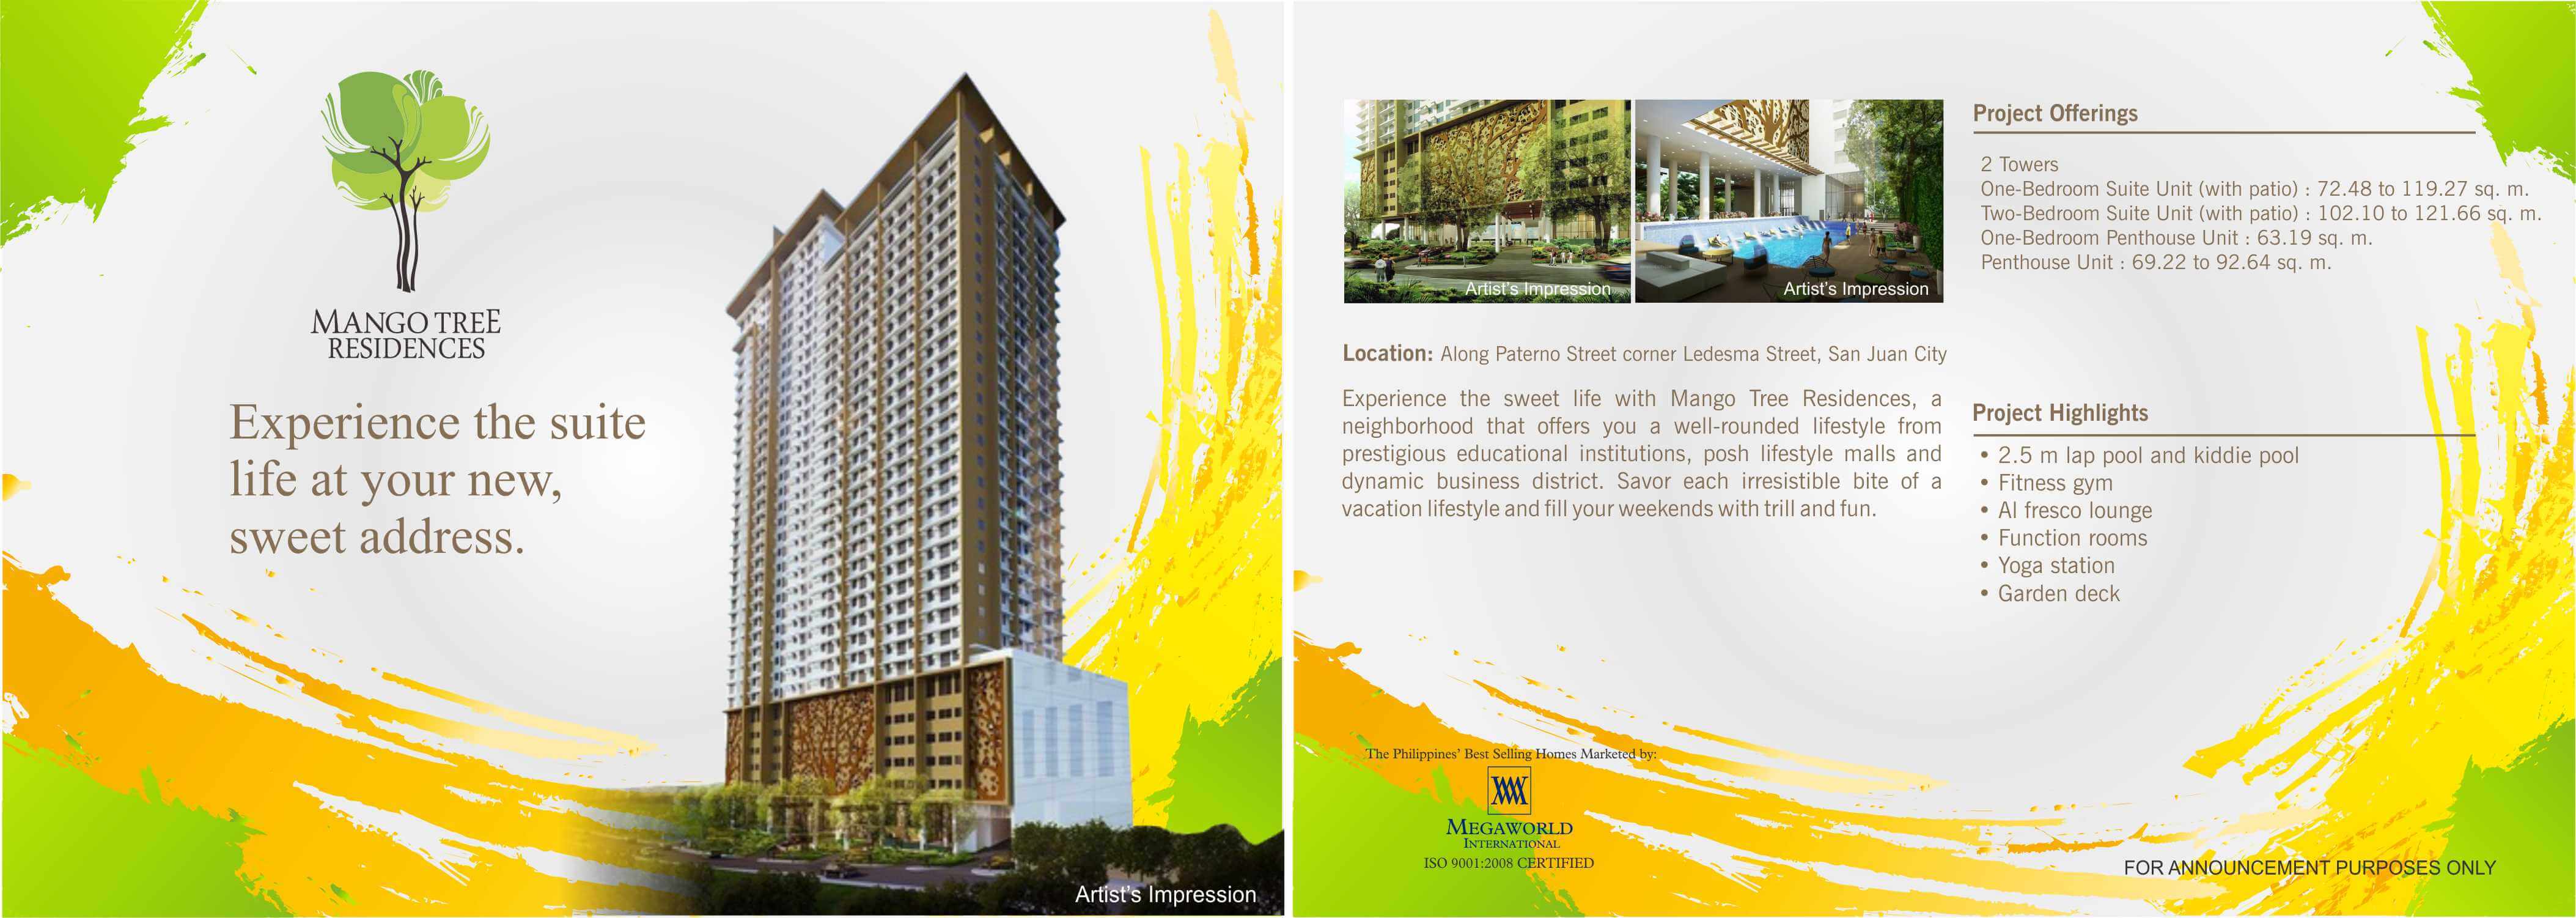 MANGO TREE
RESIDENCES
Experience the suite
life at your new,
sweet address.
Artist's Impression
Artist's Impression
Artist's Impression
Location: Along Paterno Street corner Ledesma Street, San Juan City
Experience the sweet life with Mango Tree Residences, a
neighborhood that offers you a well-rounded lifestyle from
prestigious educational institutions, posh lifestyle malls and
dynamic business district. Savor each irresistible bite of a
vacation lifestyle and fill your weekends with trill and fun.
Project Offerings
2 Towers
One-Bedroom Suite Unit (with patio) : 72.48 to 119.27 sq. m.
Two-Bedroom Suite Unit (with patio) : 102.10 to 121.66 sq. m.
One-Bedroom Penthouse Unit : 63.19 sq. m.
Penthouse Unit : 69.22 to 92.64 sq. m.
Project Highlights
• 2.5 m lap pool and kiddie pool
• Fitness gym
• Al fresco lounge
• Function rooms
• Yoga station
• Garden deck
The Philippines' Best Selling Homes Marketed by:
MEGAWORLD
INTERNATIONAL
ISO 9001:2008 CERTIFIED
FOR ANNOUNCEMENT PURPOSES ONLY